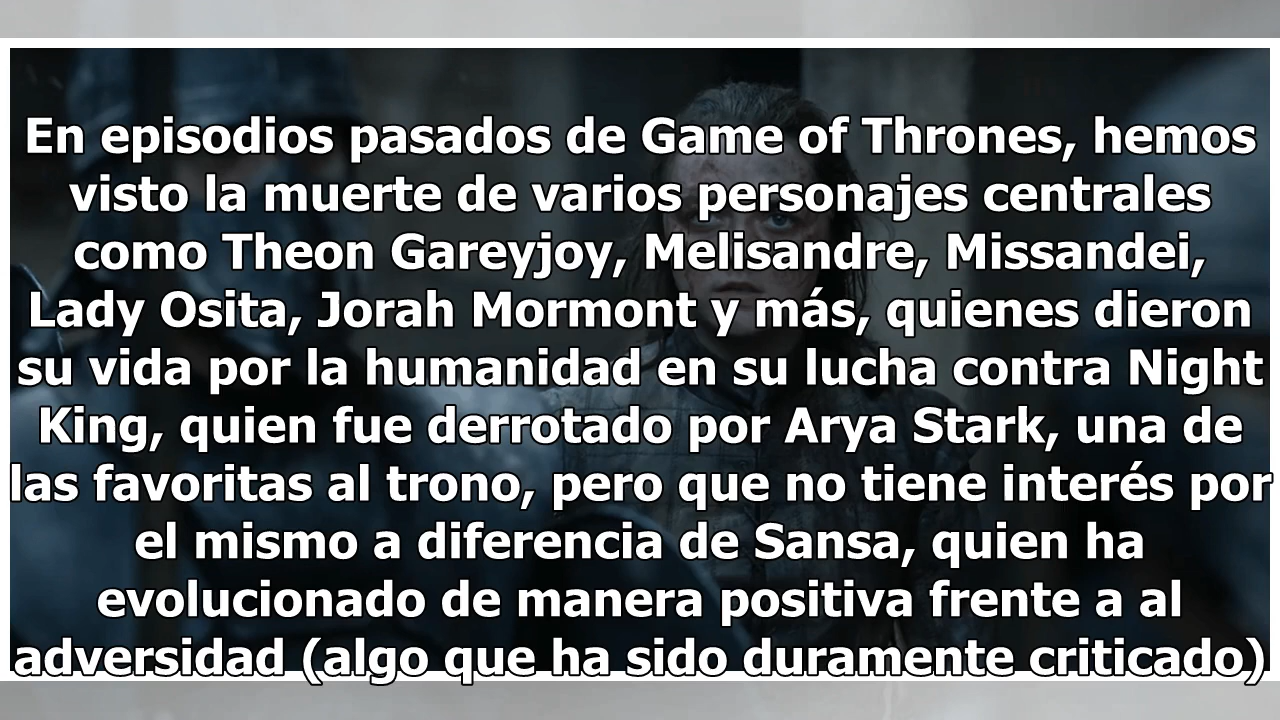 En episodios pasados de Game of Thrones, hemos
visto la muerte de varios personajes centrales
como Theon Gareyjoy, Melisandre, Missandei,
Lady Osita, Jorah Mormont y más, quienes dieron
su vida por la humanidad en su lucha contra Night
King, quien fue derrotado por Arya Stark, una de
las favoritas al trono, pero que no tiene interés por
el mismo a diferencia de Sansa, quien ha
evolucionado de manera positiva frente a al
adversidad (algo que ha sido duramente criticado)